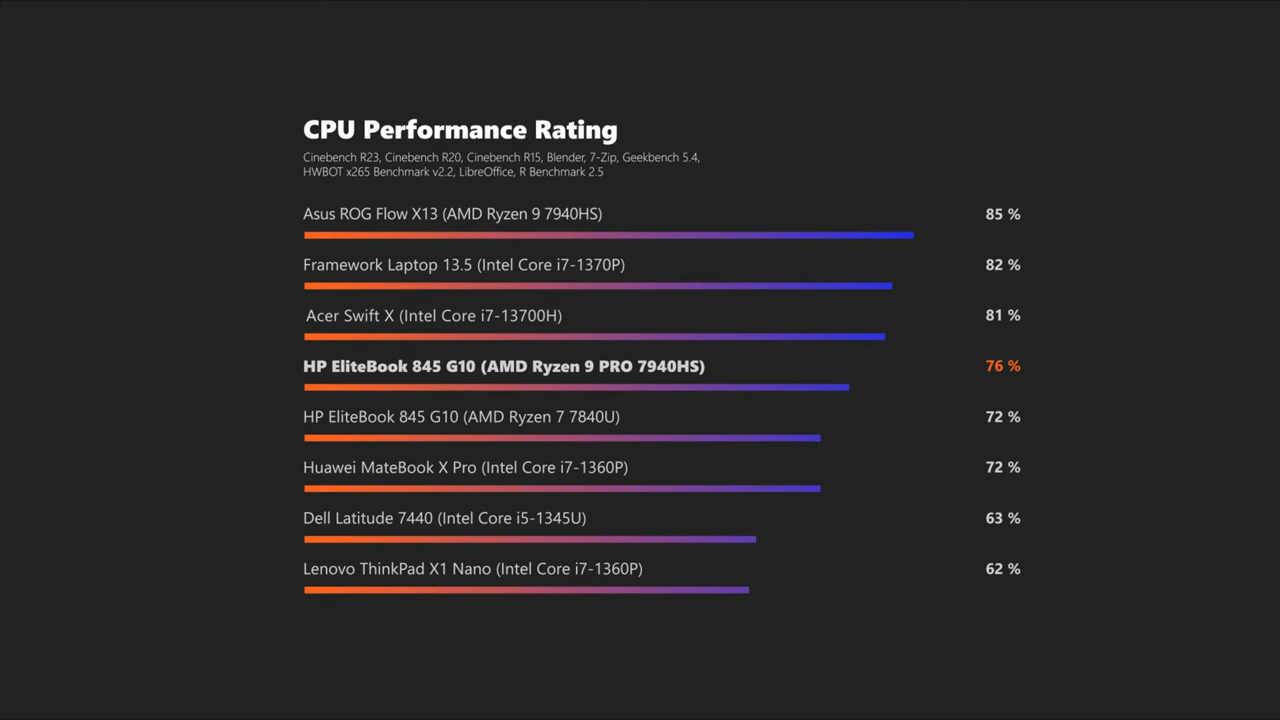 CPU Performance Rating
Cinebench R23, Cinebench R20, Cinebench R15, Blender, 7-Zip, Geekbench 5.4,
HWBOT x265 Benchmark v2.2, LibreOffice, R Benchmark 2.5
Asus ROG Flow X13 (AMD Ryzen 9 7940HS) 85 %
Framework Laptop 13.5 (Intel Core i7-1370P) 82 %
Acer Swift X (Intel Core i7-13700H) 81 %
HP EliteBook 845 G10 (AMD Ryzen 9 PRO 7940HS) 76 %
HP EliteBook 845 G10 (AMD Ryzen 7 7840U) 72 %
Huawei MateBook X Pro (Intel Core i7-1360P) 72 %
Dell Latitude 7440 (Intel Core i5-1345U) 63 %
Lenovo ThinkPad X1 Nano (Intel Core i7-1360P) 62 %